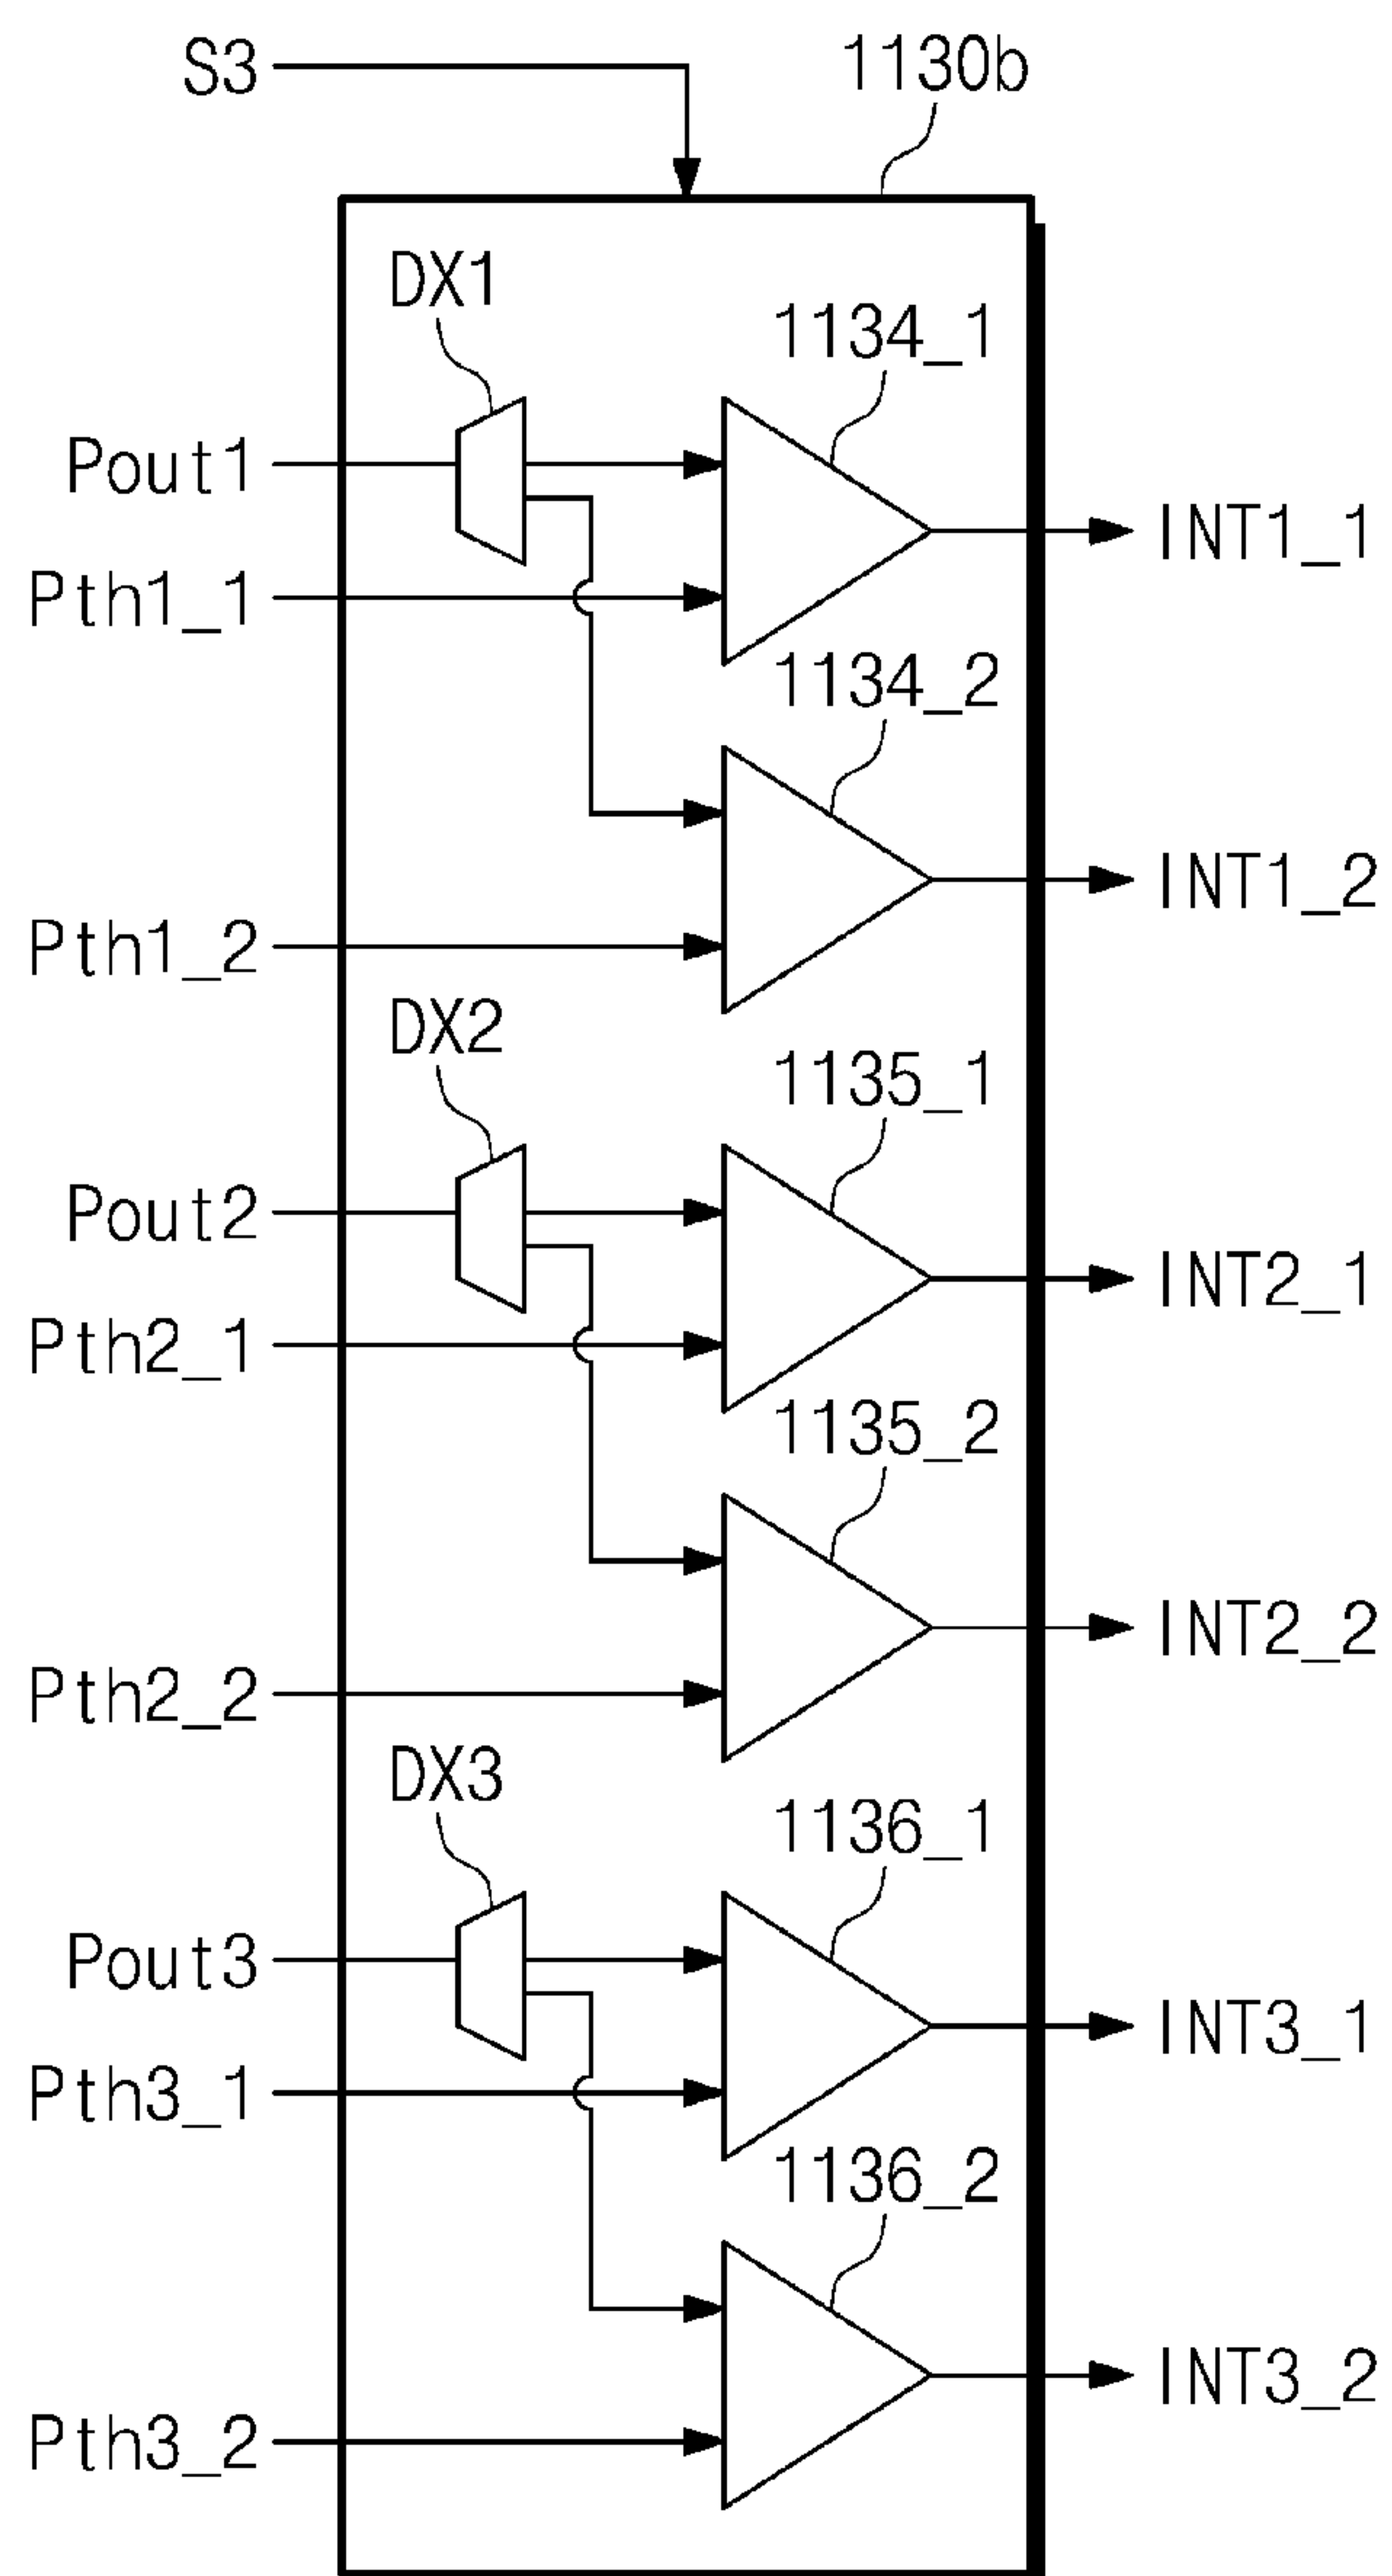 S3
1130b
DX1
1134_1
Pout1
INT1_1
Pth1_1
1134_2
INT1_2
Pth1_2
DX2
1135_1
Pout2
INT2_1
Pth2_1
1135_2
INT2_2
Pth2_2
DX3
1136_1
Pout3
INT3_1
Pth3_1
1136_2
INT3_2
Pth3_2